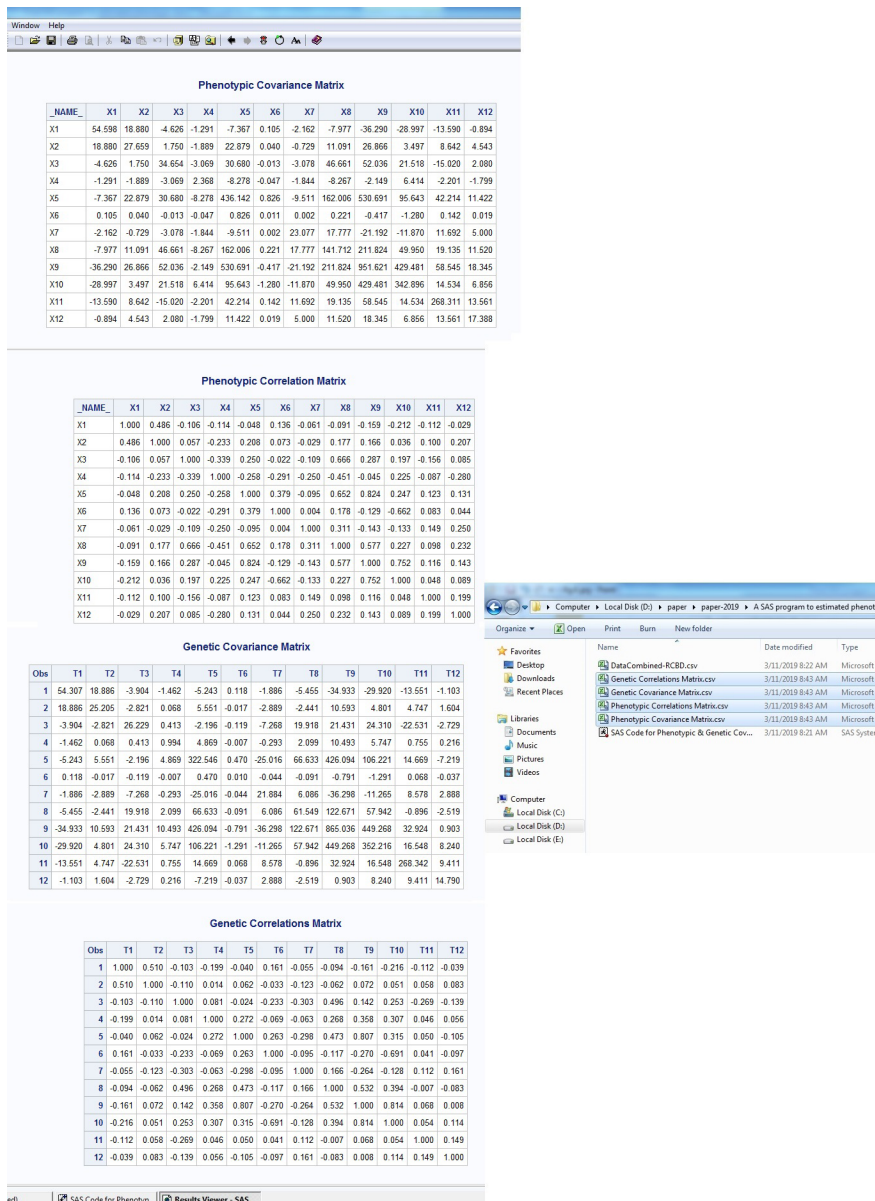 Window Help
Phenotypic Covariance Matrix
_NAME_ X1 X2 X3 X4 X5 X6 X7 X8 X9 X10 X11 X12
X1 54.598 18.880 -4.626 -1.291 -7.367 0.105 -2.162 -7.977 -36.290 -28.997 -13.590 -0.894
X2 18.880 27.659 1.750 -1.889 22.879 0.040 -0.729 11.091 26.866 3.497 8.642 4.543
X3 -4.626 1.750 34.654 -3.069 30.680 -0.013 -3.078 46.661 52.036 21.518 -15.020 2.080
X4 -1.291 -1.889 -3.069 2.368 -8.278 -0.047 -1.844 -8.267 -2.149 6.414 -2.201 -1.799
X5 -7.367 22.879 30.680 -8.278 436.142 0.826 -9.511 162.006 530.691 95.643 42.214 11.422
X6 0.105 0.040 -0.013 -0.047 0.826 0.011 0.002 0.221 -0.417 -1.280 0.142 0.019
X7 -2.162 -0.729 -3.078 -1.844 -9.511 0.002 23.077 17.777 -21.192 -11.870 11.692 5.000
X8 -7.977 11.091 46.661 -8.267 162.006 0.221 17.777 141.712 211.824 49.950 19.135 11.520
X9 -36.290 26.866 52.036 -2.149 530.691 -0.417 -21.192 211.824 951.621 429.481 58.545 18.345
X10 -28.997 3.497 21.518 6.414 95.643 -1.280 -11.870 49.950 429.481 342.896 14.534 6.856
X11 -13.590 8.642 -15.020 -2.201 42.214 0.142 11.692 19.135 58.545 14.534 268.311 13.561
X12 -0.894 4.543 2.080 -1.799 11.422 0.019 5.000 11.520 18.345 6.856 13.561 17.388
Phenotypic Correlation Matrix
_NAME_ X1 X2 X3 X4 X5 X6 X7 X8 X9 X10 X11 X12
X1 1.000 0.486 -0.106 -0.114 -0.048 0.136 -0.061 -0.091 -0.159 -0.212 -0.112 -0.029
X2 0.486 1.000 0.057 -0.233 0.208 0.073 -0.029 0.177 0.166 0.036 0.100 0.207
X3 -0.106 0.057 1.000 -0.339 0.250 -0.022 -0.109 0.666 0.287 0.197 -0.156 0.085
X4 -0.114 -0.233 -0.339 1.000 -0.258 -0.291 -0.250 -0.451 -0.045 0.225 -0.087 -0.280
X5 -0.048 0.208 0.250 -0.258 1.000 0.379 -0.095 0.652 0.824 0.247 0.123 0.131
X6 0.136 0.073 -0.022 -0.291 0.379 1.000 0.004 0.178 -0.129 -0.662 0.083 0.044
X7 -0.061 -0.029 -0.109 -0.250 -0.095 0.004 1.000 0.311 -0.143 -0.133 0.149 0.250
X8 -0.091 0.177 0.666 -0.451 0.652 0.178 0.311 1.000 0.577 0.227 0.098 0.232
X9 -0.159 0.166 0.287 -0.045 0.824 -0.129 -0.143 0.577 1.000 0.752 0.116 0.143
X10 -0.212 0.036 0.197 0.225 0.247 -0.662 -0.133 0.227 0.752 1.000 0.048 0.089
X11 -0.112 0.100 -0.156 -0.087 0.123 0.083 0.149 0.098 0.116 0.048 1.000 0.199
X12 -0.029 0.207 0.085 -0.280 0.131 0.044 0.250 0.232 0.143 0.089 0.199 1.000
Genetic Covariance Matrix
Obs T1 T2 T3 T4 T5 T6 T7 T8 T9 T10 T11 T12
1 54.307 18.886 -3.904 -1.462 -5.243 0.118 -1.886 -5.455 -34.933 -29.920 -13.551 -1.103
2 18.886 25.205 -2.821 0.068 5.551 -0.017 -2.889 -2.441 10.593 4.801 4.747 1.604
3 -3.904 -2.821 26.229 0.413 -2.196 -0.119 -7.268 19.918 21.431 24.310 -22.531 -2.729
4 -1.462 0.068 0.413 0.994 4.869 -0.007 -0.293 2.099 10.493 5.747 0.755 0.216
5 -5.243 5.551 -2.196 4.869 322.546 0.470 -25.016 66.633 426.094 106.221 14.669 -7.219
6 0.118 -0.017 -0.119 -0.007 0.470 0.010 -0.044 -0.091 -0.791 -1.291 0.068 -0.037
7 -1.886 -2.889 -7.268 -0.293 -25.016 -0.044 21.884 6.086 -36.298 -11.265 8.578 2.888
8 -5.455 -2.441 19.918 2.099 66.633 -0.091 6.086 61.549 122.671 57.942 -0.896 -2.519
9 -34.933 10.593 21.431 10.493 426.094 -0.791 -36.298 122.671 865.036 449.268 32.924 0.903
10 -29.920 4.801 24.310 5.747 106.221 -1.291 -11.265 57.942 449.268 352.216 16.548 8.240
11 -13.551 4.747 -22.531 0.755 14.669 0.068 8.578 -0.896 32.924 16.548 268.342 9.411
12 -1.103 1.604 -2.729 0.216 -7.219 -0.037 2.888 -2.519 0.903 8.240 9.411 14.790
Genetic Correlations Matrix
Obs T1 T2 T3 T4 T5 T6 T7 T8 T9 T10 T11 T12
1 1.000 0.510 -0.103 -0.199 -0.040 0.161 -0.055 -0.094 -0.161 -0.216 -0.112 -0.039
2 0.510 1.000 -0.110 0.014 0.062 -0.033 -0.123 -0.062 0.072 0.051 0.058 0.083
3 -0.103 -0.110 1.000 0.081 -0.024 -0.233 -0.303 0.496 0.142 0.253 -0.269 -0.139
4 -0.199 0.014 0.081 1.000 0.272 -0.069 -0.063 0.268 0.358 0.307 0.046 0.056
5 -0.040 0.062 -0.024 0.272 1.000 0.263 -0.298 0.473 0.807 0.315 0.050 -0.105
6 0.161 -0.033 -0.233 -0.069 0.263 1.000 -0.095 -0.117 -0.270 -0.691 0.041 -0.097
7 -0.055 -0.123 -0.303 -0.063 -0.298 -0.095 1.000 0.166 -0.264 -0.128 0.112 0.161
8 -0.094 -0.062 0.496 0.268 0.473 -0.117 0.166 1.000 0.532 0.394 -0.007 -0.083
9 -0.161 0.072 0.142 0.358 0.807 -0.270 -0.264 0.532 1.000 0.814 0.068 0.008
10 -0.216 0.051 0.253 0.307 0.315 -0.691 -0.128 0.394 0.814 1.000 0.054 0.114
11 -0.112 0.058 -0.269 0.046 0.050 0.041 0.112 -0.007 0.068 0.054 1.000 0.149
12 -0.039 0.083 -0.139 0.056 -0.105 -0.097 0.161 -0.083 0.008 0.114 0.149 1.000
ed) SAS Code for Phenotyp... Results Viewer - SAS ...
Computer Local Disk (D:) paper paper-2019 A SAS program to estimated phenot
Organize Open Print Burn New folder
Favorites
Desktop
Downloads
Recent Places
Libraries
Documents
Music
Pictures
Videos
Computer
Local Disk (C:)
Local Disk (D:)
Local Disk (E:)
Name Date modified Type
DataCombined-RCBD.csv 3/11/2019 8:22 AM Microsoft
Genetic Correlations Matrix.csv 3/11/2019 8:43 AM Microsoft
Genetic Covariance Matrix.csv 3/11/2019 8:43 AM Microsoft
Phenotypic Correlations Matrix.csv 3/11/2019 8:43 AM Microsoft
Phenotypic Covariance Matrix.csv 3/11/2019 8:43 AM Microsoft
SAS Code for Phenotypic & Genetic Cov... 3/11/2019 8:21 AM SAS System